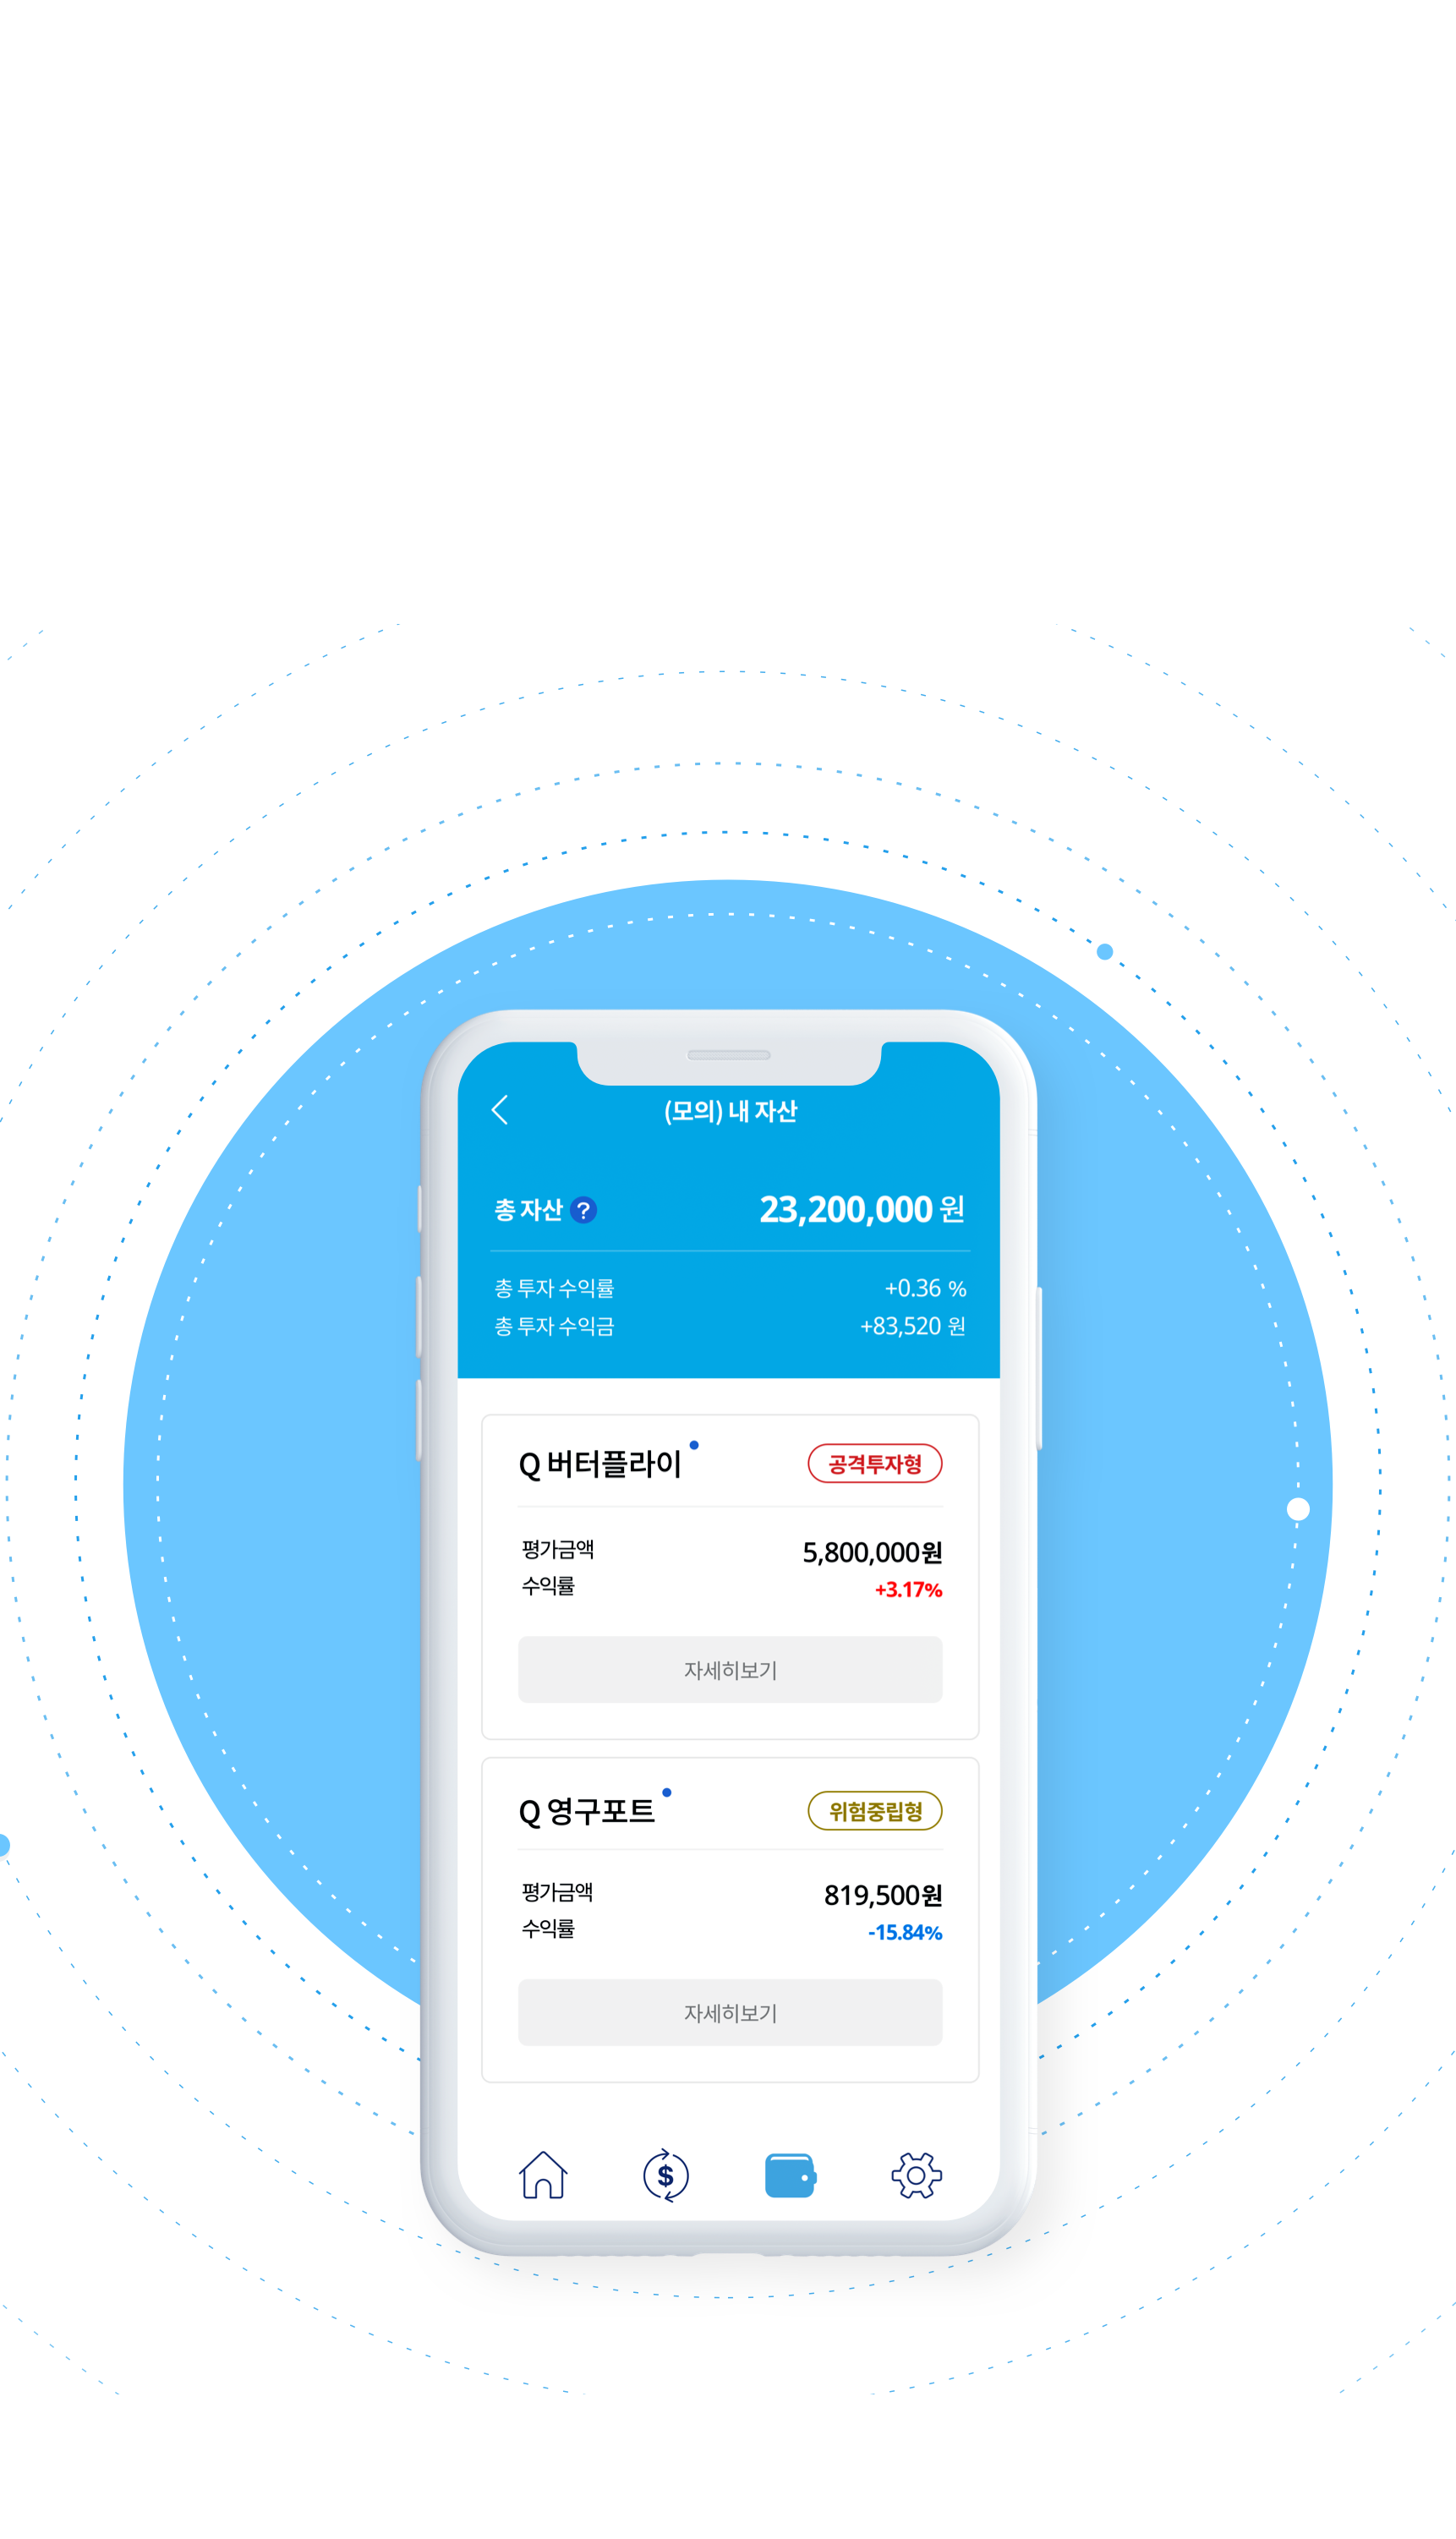 (모의) 내 자산
총 자산 ? 23,200,000 원
총 투자 수익률 +0.36 %
총 투자 수익금 +83,520 원
Q 버터플라이 공격투자형
평가금액 5,800,000원
수익률 +3.17%
자세히보기
Q 영구포트 위험중립형
평가금액 819,500원
수익률 -15.84%
자세히보기
$